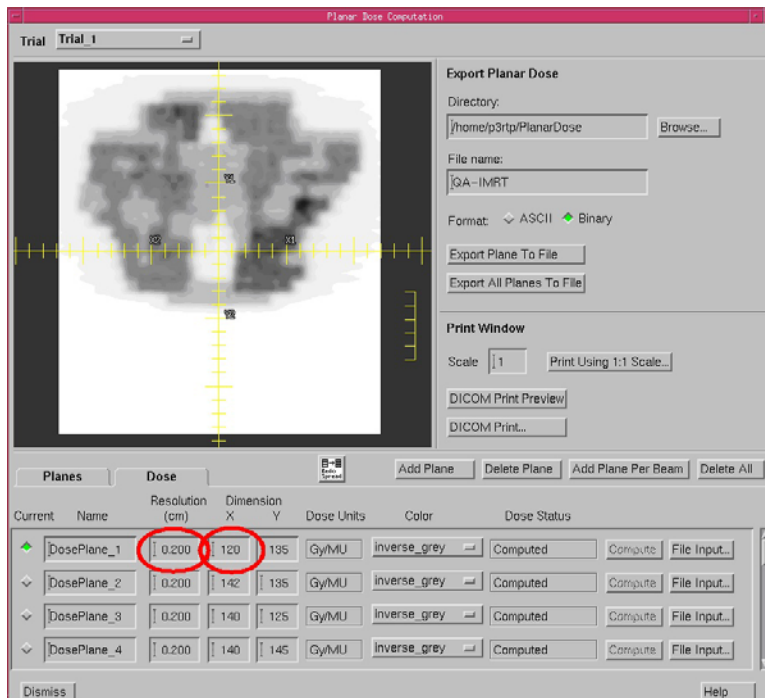 Planar Dose Computation
Trial Trial_1
Export Planar Dose
Directory:
/home/p3rtp/PlanarDose Browse...
File name:
QA-IMRT
Format: ASCII Binary
Export Plane To File
Export All Planes To File
Print Window
Scale 1 Print Using 1:1 Scale...
DICOM Print Preview
DICOM Print...
Y1
X2 X1
Y2
Planes Dose Add Plane Delete Plane Add Plane Per Beam Delete All
Resolution Dimension
Current Name (cm) X Y Dose Units Color Dose Status
DosePlane_1 0.200 120 135 Gy/MU inverse_grey Computed Compute File Input...
DosePlane_2 0.200 142 135 Gy/MU inverse_grey Computed Compute File Input...
DosePlane_3 0.200 140 125 Gy/MU inverse_grey Computed Compute File Input...
DosePlane_4 0.200 140 145 Gy/MU inverse_grey Computed Compute File Input...
Dismiss Help